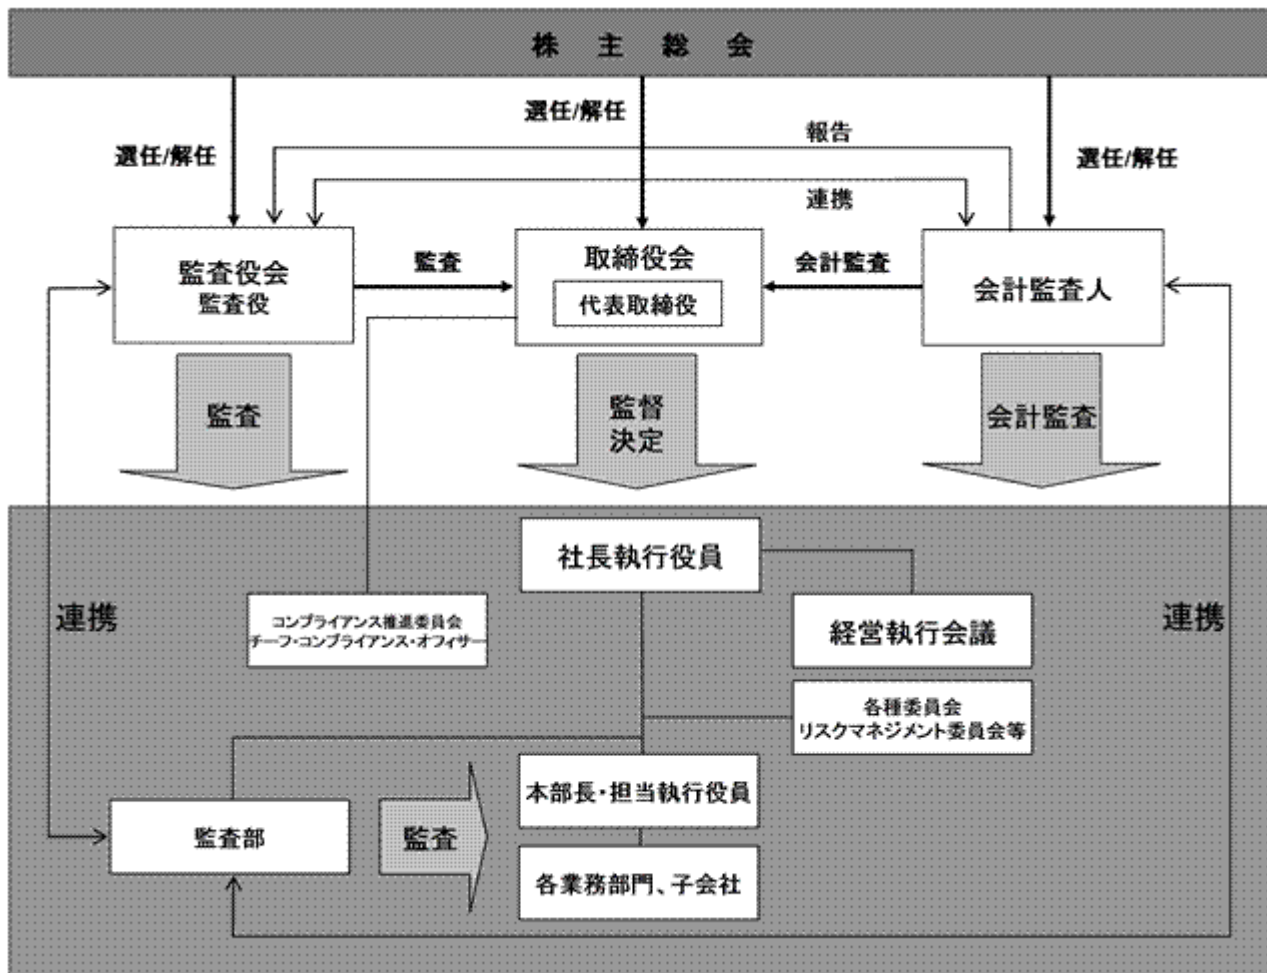 株主総会
選任/解任
選任/解任
選任/解任
報告
連携
監査役会
監査役
監査
取締役会
代表取締役
会計監査
会計監査人
監査
監督
決定
会計監査
社長執行役員
連携
コンプライアンス推進委員会
チーフ・コンプライアンス・オフィサー
経営執行会議
連携
各種委員会
リスクマネジメント委員会等
本部長・担当執行役員
監査部
監査
各業務部門、子会社